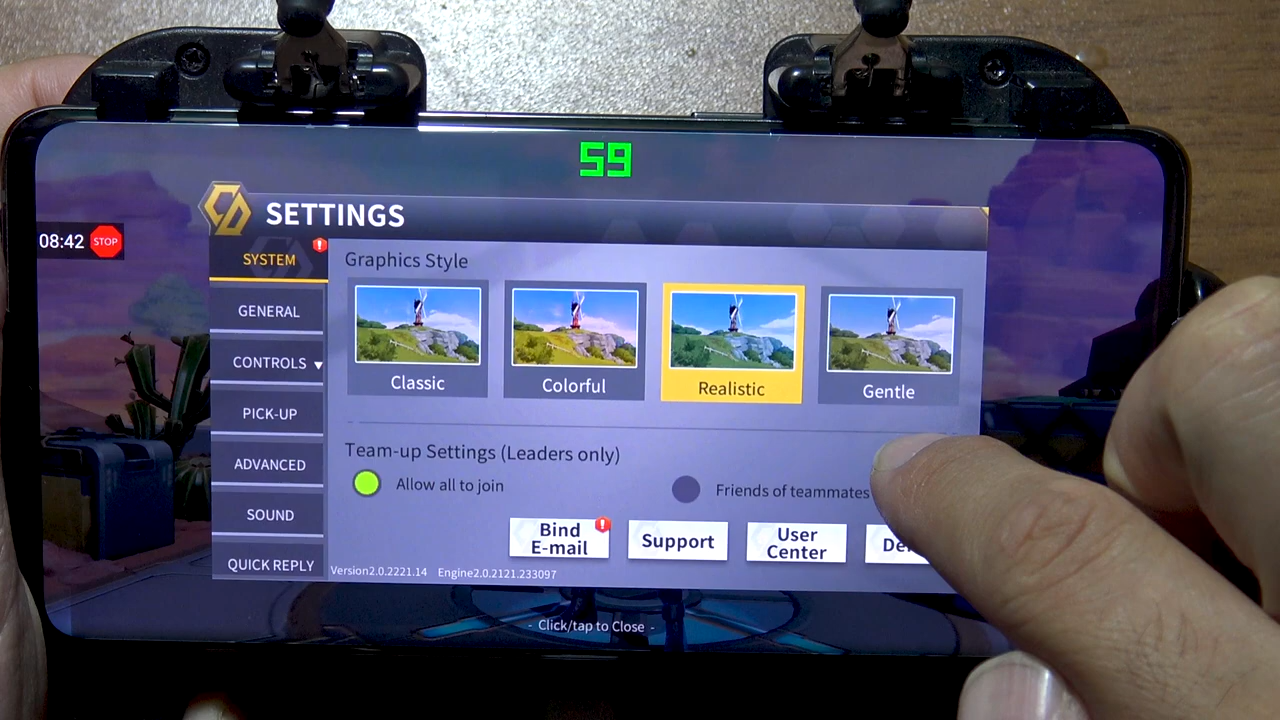 59
SETTINGS
08:42 STOP
SYSTEM
GENERAL
CONTROLS
PICK-UP
ADVANCED
SOUND
QUICK REPLY
Graphics Style
Classic
Colorful
Realistic
Gentle
Team-up Settings (Leaders only)
Allow all to join
Friends of teammates
Bind
E-mail
Support
User
Center
Version2.0.2221.14 Engine2.0.2121.233097
- Click/tap to Close -